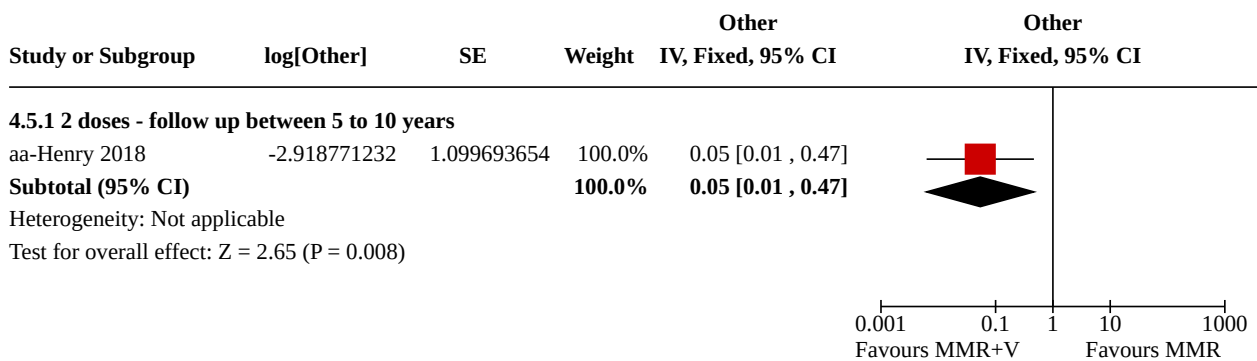 Other Other
Study or Subgroup log[Other] SE Weight IV, Fixed, 95% CI IV, Fixed, 95% CI
4.5.1 2 doses - follow up between 5 to 10 years
aa-Henry 2018 -2.918771232 1.099693654 100.0% 0.05 [0.01 , 0.47]
Subtotal (95% CI) 100.0% 0.05 [0.01 , 0.47]
Heterogeneity: Not applicable
Test for overall effect: Z = 2.65 (P = 0.008)
0.001 0.1 1 10 1000
Favours MMR+V Favours MMR